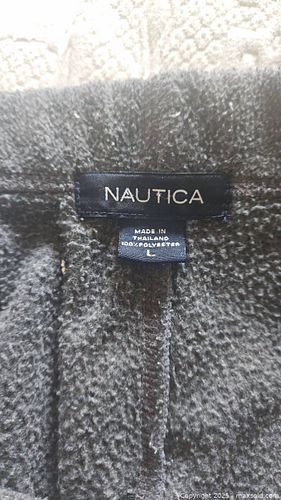 NAUTICA
MADE IN
THAILAND
100% POLYESTER
L
Copyright © 2025 - maxsold.com